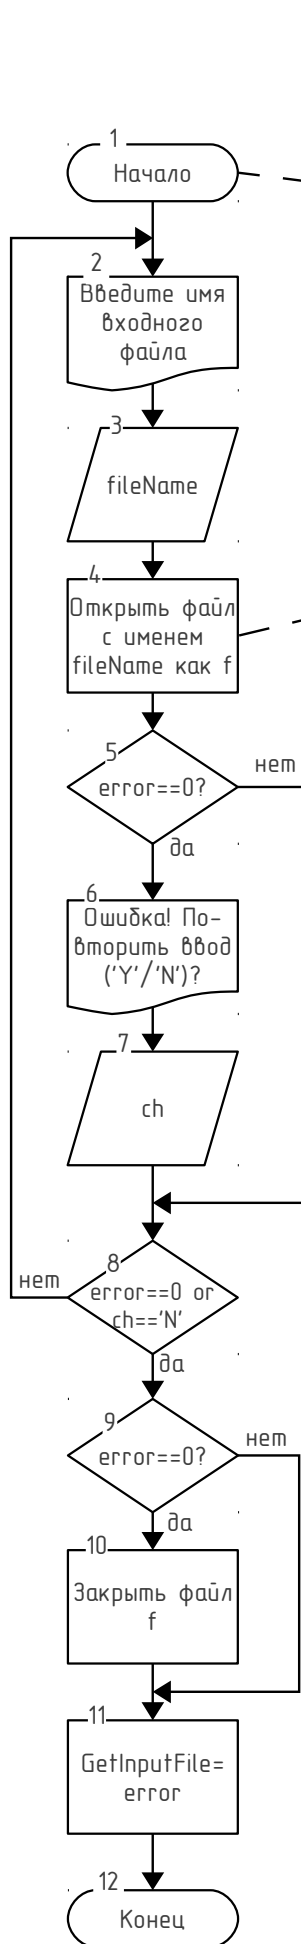 1
Начало
2
Введите имя
входного
файла
3
fileName
4
Открыть файл
с именем
fileName как f
5
error==0?
нет
да
6
Ошибка! По-
вторить ввод
('Y'/'N')?
7
ch
8
error==0 or
ch=='N'
нет
да
9
error==0?
нет
да
10
Закрыть файл
f
11
GetInputFile=
error
12
Конец